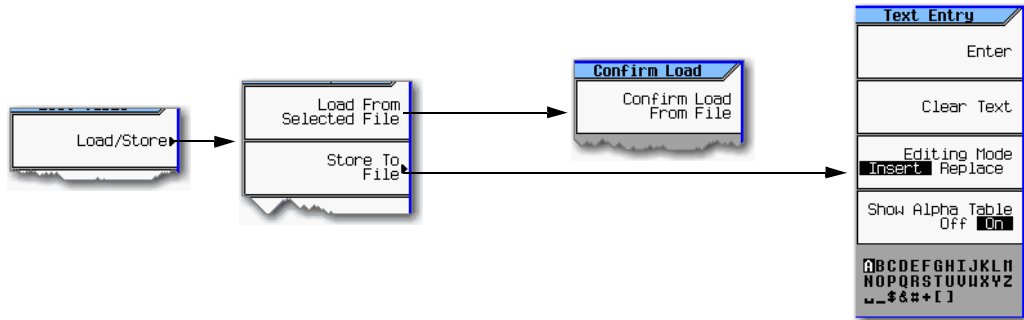 Load/Store
Load From
Selected File
Store To
File
Confirm Load
Confirm Load
From File
Text Entry
Enter
Clear Text
Editing Mode
Insert Replace
Show Alpha Table
Off On
ABCDEFGHIJKLM
NOPQRSTUVWXYZ
␣_$&#+[]